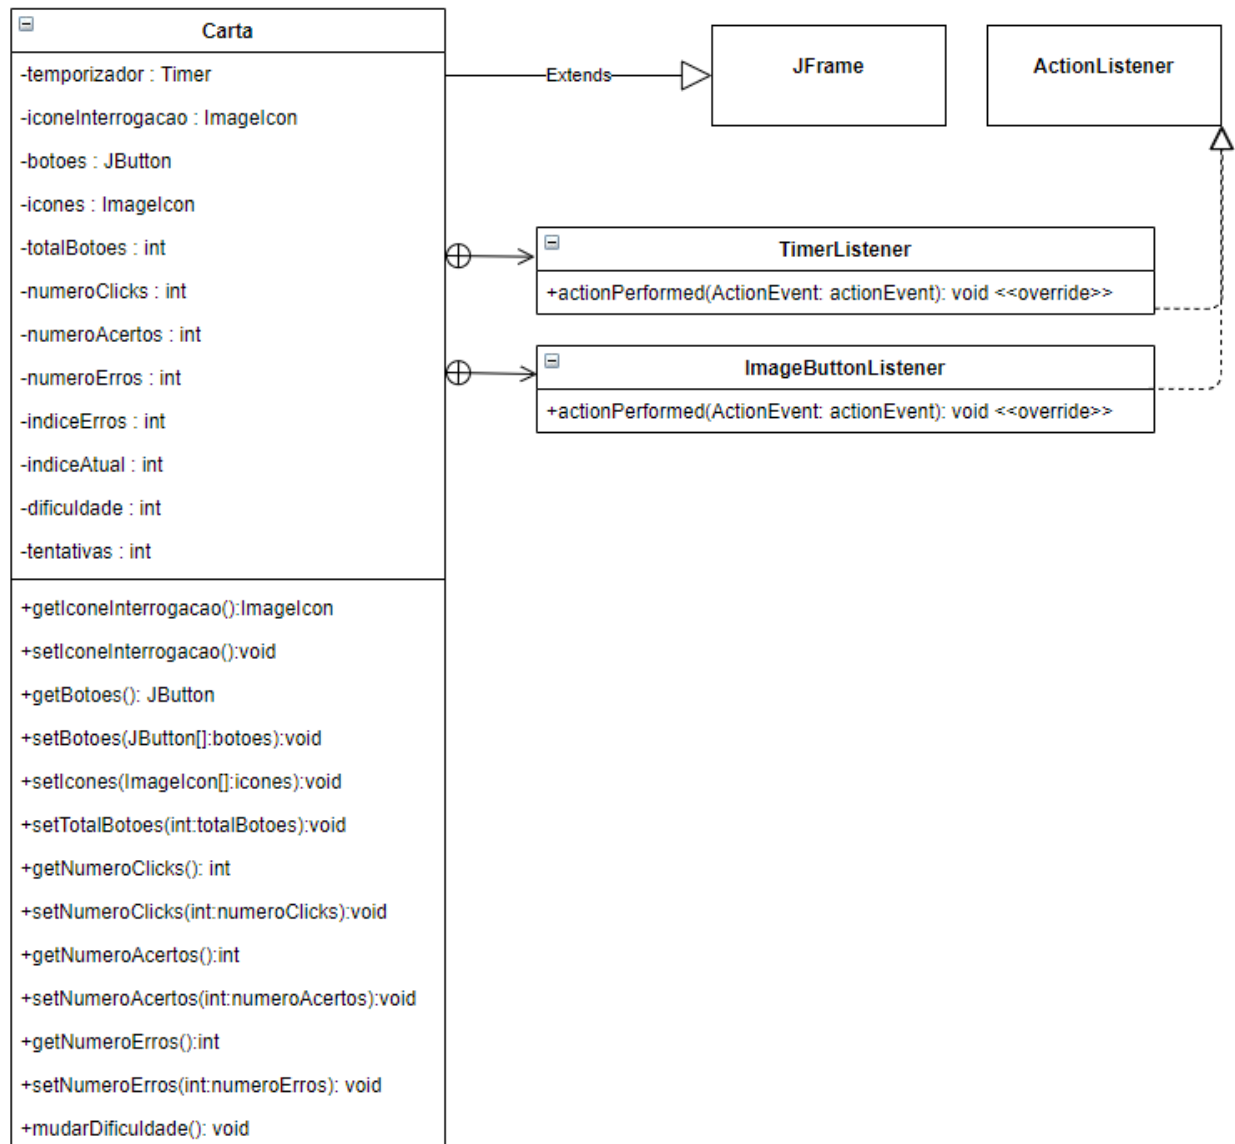 Carta
-temporizador : Timer
-iconeInterrogacao : ImageIcon
-botoes : JButton
-icones : ImageIcon
-totalBotoes : int
-numeroClicks : int
-numeroAcertos : int
-numeroErros : int
-indiceErros : int
-indiceAtual : int
-dificuldade : int
-tentativas : int
+getIconeInterrogacao():ImageIcon
+setIconeInterrogacao():void
+getBotoes(): JButton
+setBotoes(JButton[]:botoes):void
+setIcones(ImageIcon[]:icones):void
+setTotalBotoes(int:totalBotoes):void
+getNumeroClicks(): int
+setNumeroClicks(int:numeroClicks):void
+getNumeroAcertos():int
+setNumeroAcertos(int:numeroAcertos):void
+getNumeroErros():int
+setNumeroErros(int:numeroErros): void
+mudarDificuldade(): void
Extends
JFrame
ActionListener
TimerListener
+actionPerformed(ActionEvent: actionEvent): void <<override>>
ImageButtonListener
+actionPerformed(ActionEvent: actionEvent): void <<override>>